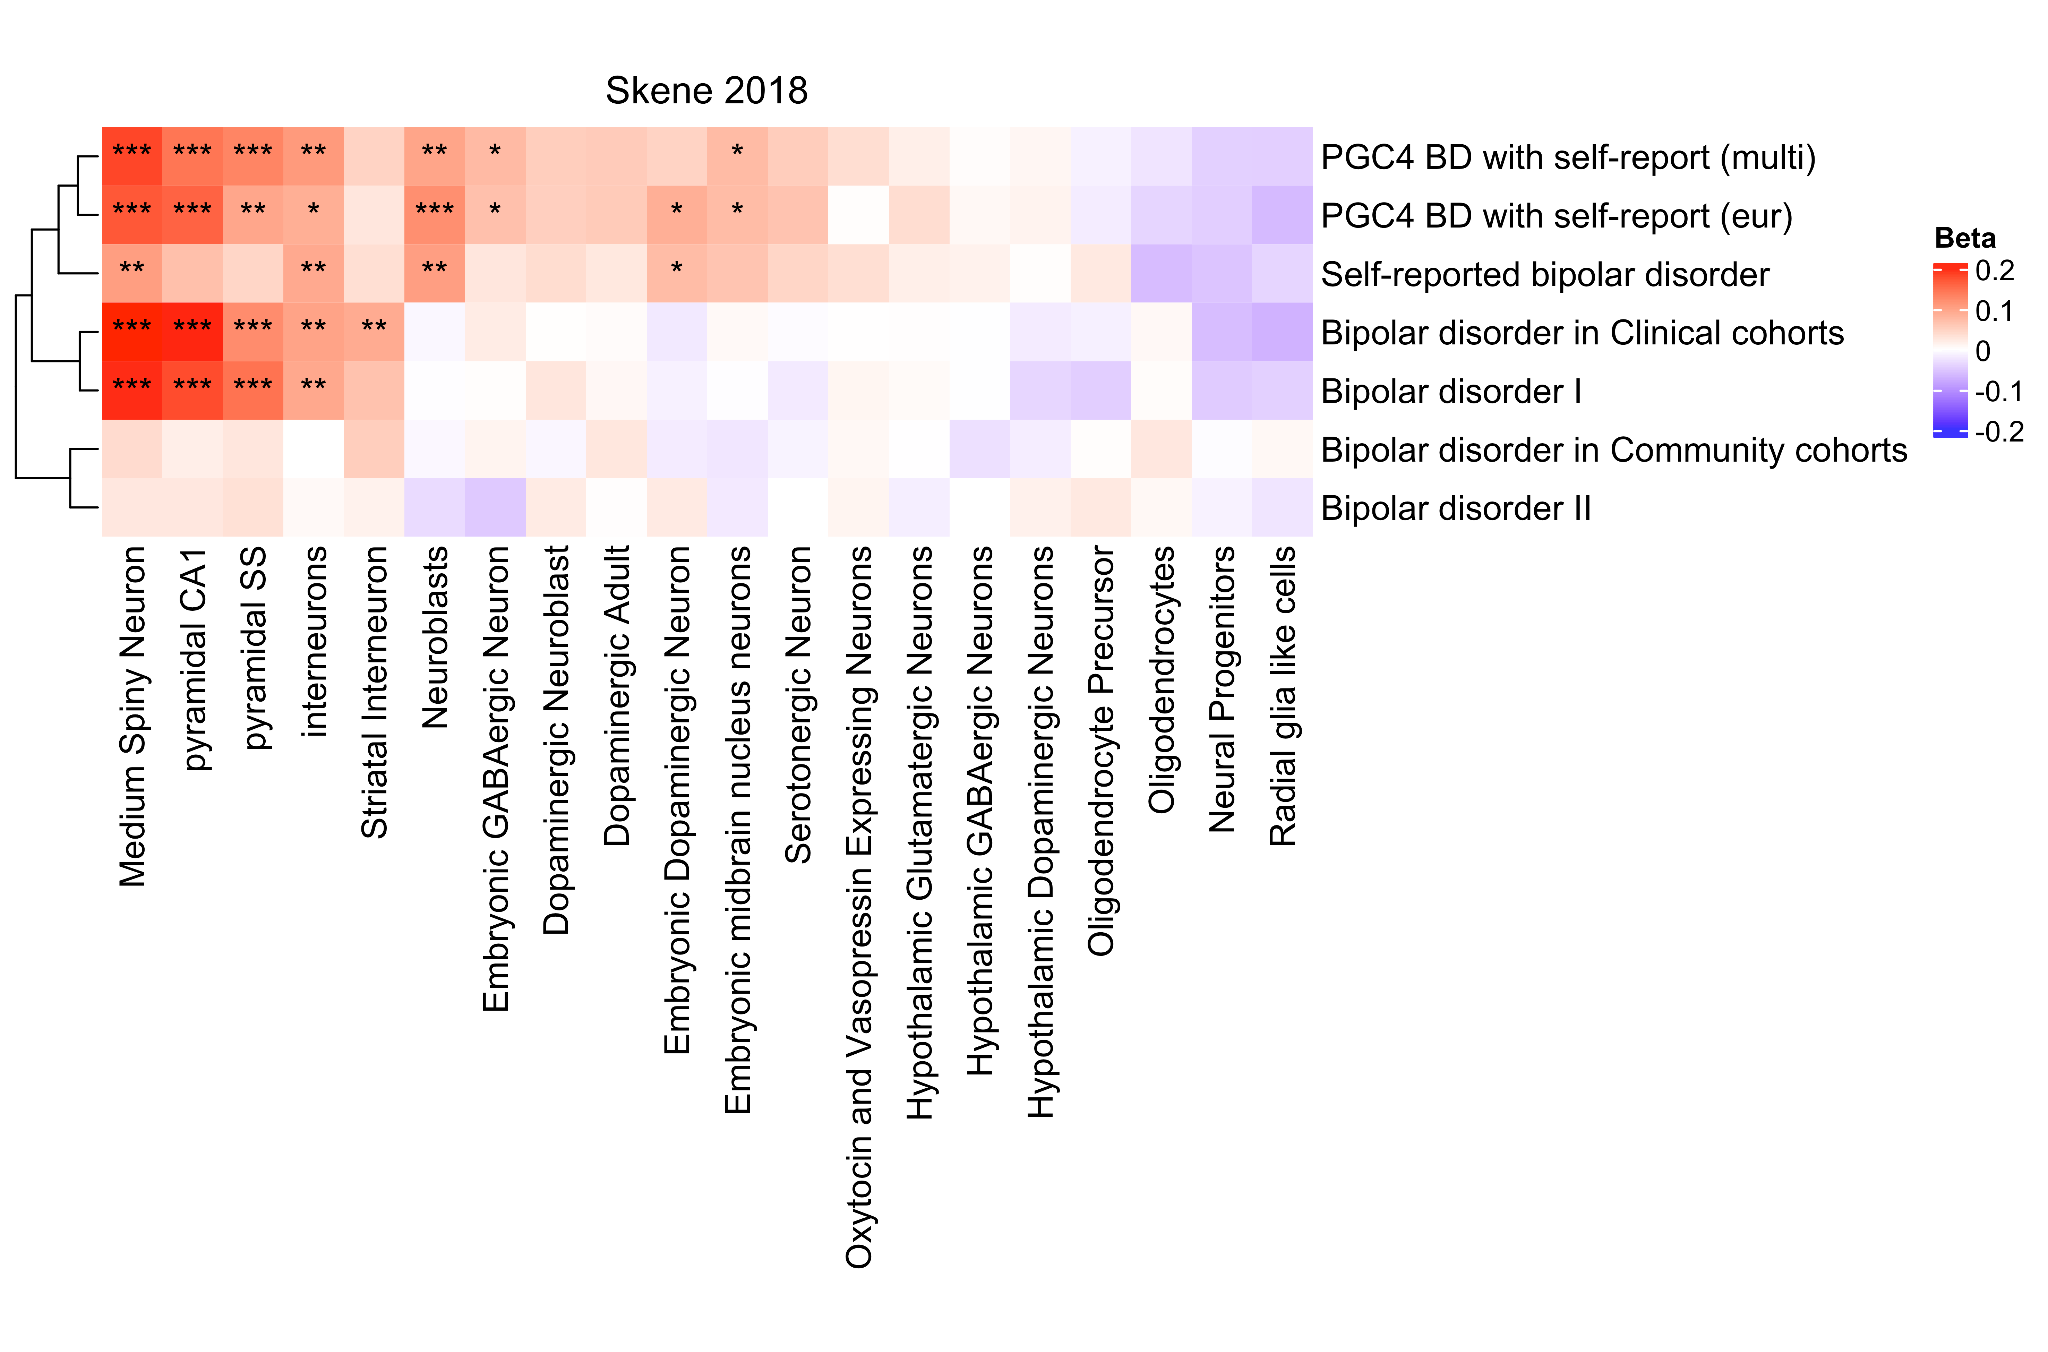 Skene 2018
*** *** *** ** ** * *
PGC4 BD with self-report (multi)
*** *** ** * *** * * *
PGC4 BD with self-report (eur)
** ** ** *
Self-reported bipolar disorder
*** *** *** ** **
Bipolar disorder in Clinical cohorts
*** *** *** **
Bipolar disorder I
Bipolar disorder in Community cohorts
Bipolar disorder II
Beta
0.2
0.1
0
-0.1
-0.2
Medium Spiny Neuron
pyramidal CA1
pyramidal SS
interneurons
Striatal Interneuron
Neuroblasts
Embryonic GABAergic Neuron
Dopaminergic Neuroblast
Dopaminergic Adult
Embryonic Dopaminergic Neuron
Embryonic midbrain nucleus neurons
Serotonergic Neuron
Oxytocin and Vasopressin Expressing Neurons
Hypothalamic Glutamatergic Neurons
Hypothalamic GABAergic Neurons
Hypothalamic Dopaminergic Neurons
Oligodendrocyte Precursor
Oligodendrocytes
Neural Progenitors
Radial glia like cells